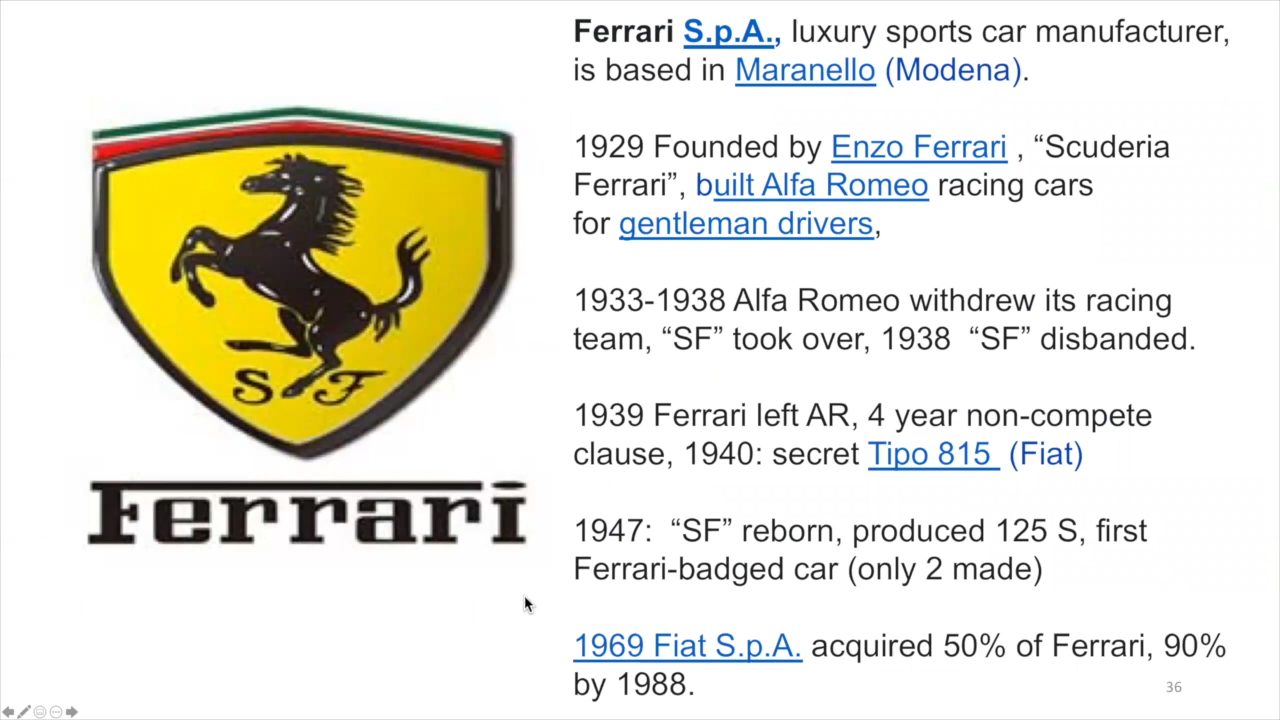 S F
Ferrari
Ferrari S.p.A., luxury sports car manufacturer,
is based in Maranello (Modena).
1929 Founded by Enzo Ferrari , “Scuderia
Ferrari”, built Alfa Romeo racing cars
for gentleman drivers,
1933-1938 Alfa Romeo withdrew its racing
team, “SF” took over, 1938  “SF” disbanded.
1939 Ferrari left AR, 4 year non-compete
clause, 1940: secret Tipo 815  (Fiat)
1947:  “SF” reborn, produced 125 S, first
Ferrari-badged car (only 2 made)
1969 Fiat S.p.A. acquired 50% of Ferrari, 90%
by 1988.
36